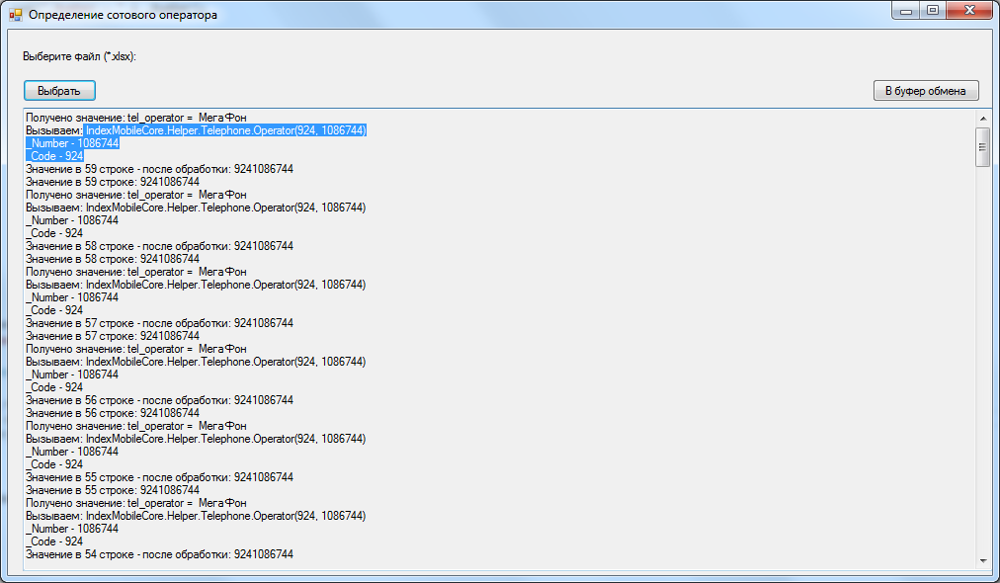 Определение сотового оператора
Выберите файл (*.xlsx):
Выбрать
В буфер обмена
Получено значение: tel_operator = МегаФон
Вызываем: IndexMobileCore.Helper.Telephone.Operator(924, 1086744)
_Number - 1086744
_Code - 924
Значение в 59 строке - после обработки: 9241086744
Значение в 59 строке: 9241086744
Получено значение: tel_operator = МегаФон
Вызываем: IndexMobileCore.Helper.Telephone.Operator(924, 1086744)
_Number - 1086744
_Code - 924
Значение в 58 строке - после обработки: 9241086744
Значение в 58 строке: 9241086744
Получено значение: tel_operator = МегаФон
Вызываем: IndexMobileCore.Helper.Telephone.Operator(924, 1086744)
_Number - 1086744
_Code - 924
Значение в 57 строке - после обработки: 9241086744
Значение в 57 строке: 9241086744
Получено значение: tel_operator = МегаФон
Вызываем: IndexMobileCore.Helper.Telephone.Operator(924, 1086744)
_Number - 1086744
_Code - 924
Значение в 56 строке - после обработки: 9241086744
Значение в 56 строке: 9241086744
Получено значение: tel_operator = МегаФон
Вызываем: IndexMobileCore.Helper.Telephone.Operator(924, 1086744)
_Number - 1086744
_Code - 924
Значение в 55 строке - после обработки: 9241086744
Значение в 55 строке: 9241086744
Получено значение: tel_operator = МегаФон
Вызываем: IndexMobileCore.Helper.Telephone.Operator(924, 1086744)
_Number - 1086744
_Code - 924
Значение в 54 строке - после обработки: 9241086744